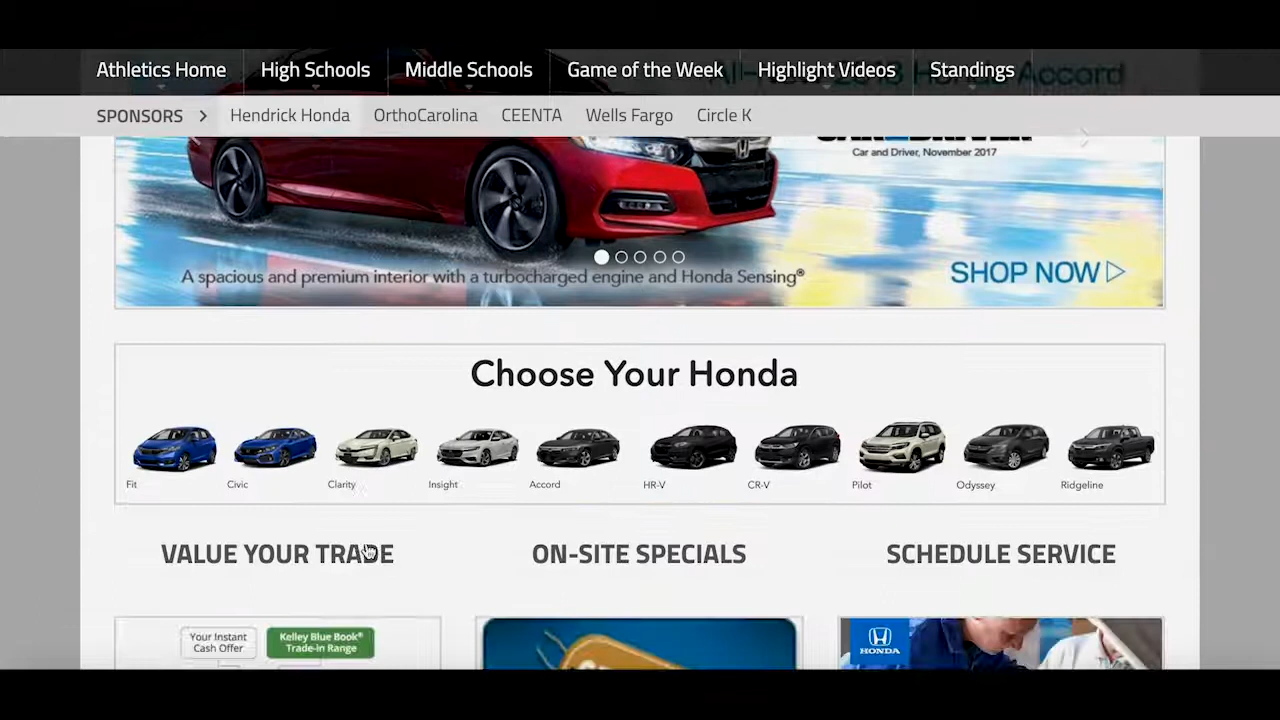 Athletics Home High Schools Middle Schools Game of the Week Highlight Videos Standings
Honda Accord
SPONSORS > Hendrick Honda OrthoCarolina CEENTA Wells Fargo Circle K
Car and Driver, November 2017
A spacious and premium interior with a turbocharged engine and Honda Sensing®
SHOP NOW
Choose Your Honda
Fit Civic Clarity Insight Accord HR-V CR-V Pilot Odyssey Ridgeline
VALUE YOUR TRADE ON-SITE SPECIALS SCHEDULE SERVICE
Your Instant
Cash Offer
Kelley Blue Book®
Trade-In Range
HONDA